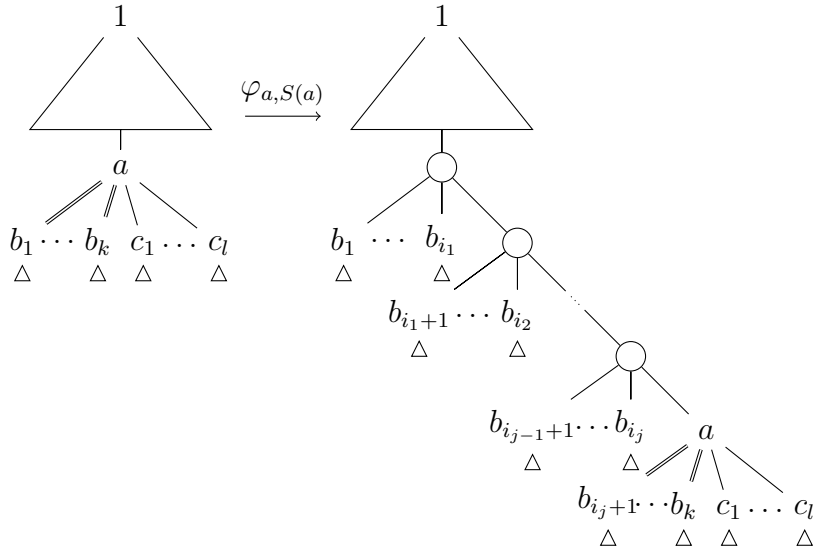 1 1
φ_{a,S(a)}
a
b_1 ⋯ b_k c_1 ⋯ c_l b_1 ⋯ b_{i_1}
b_{i_1+1} ⋯ b_{i_2}
b_{i_{j-1}+1} ⋯ b_{i_j} a
b_{i_j+1} ⋯ b_k c_1 ⋯ c_l